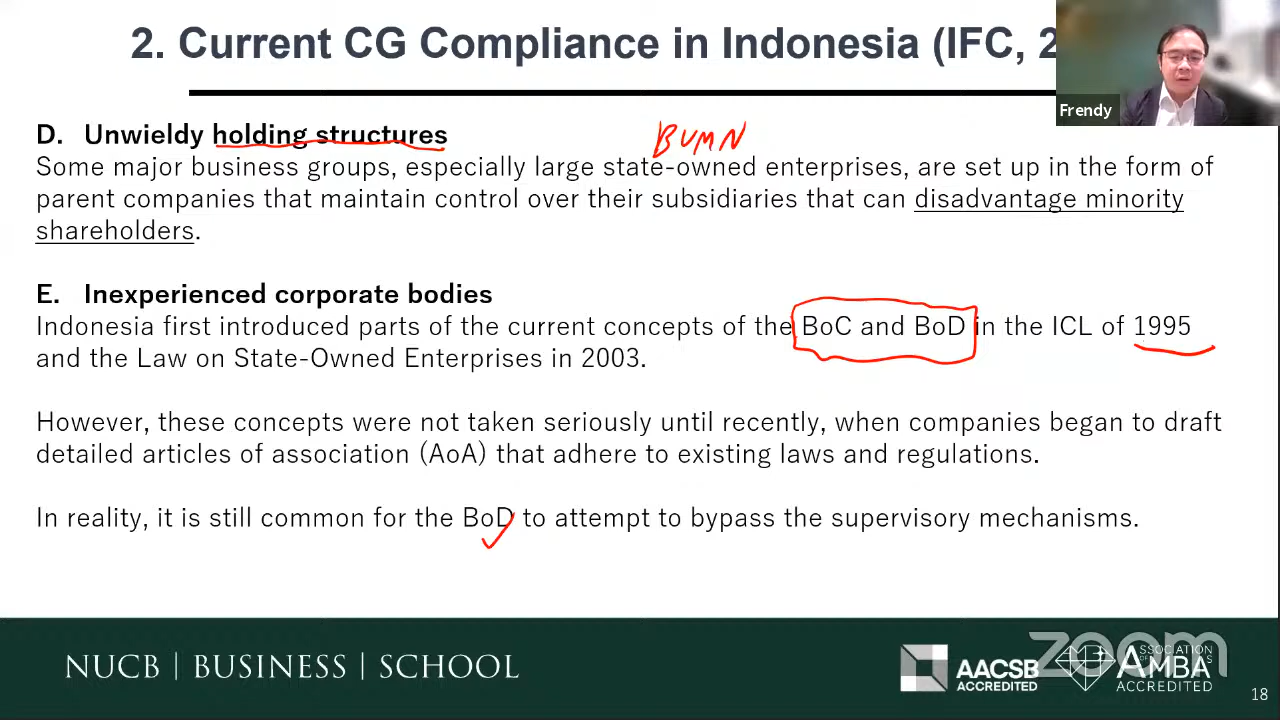 2. Current CG Compliance in Indonesia (IFC, 2
Frendy
D. Unwieldy holding structures
BUMN
Some major business groups, especially large state-owned enterprises, are set up in the form of
parent companies that maintain control over their subsidiaries that can disadvantage minority
shareholders.
E. Inexperienced corporate bodies
Indonesia first introduced parts of the current concepts of the BoC and BoD in the ICL of 1995
and the Law on State-Owned Enterprises in 2003.
However, these concepts were not taken seriously until recently, when companies began to draft
detailed articles of association (AoA) that adhere to existing laws and regulations.
In reality, it is still common for the BoD to attempt to bypass the supervisory mechanisms.
NUCB | BUSINESS | SCHOOL
AACSB
ACCREDITED
zoom
ASSOCIATION
AMBA
ACCREDITED
18